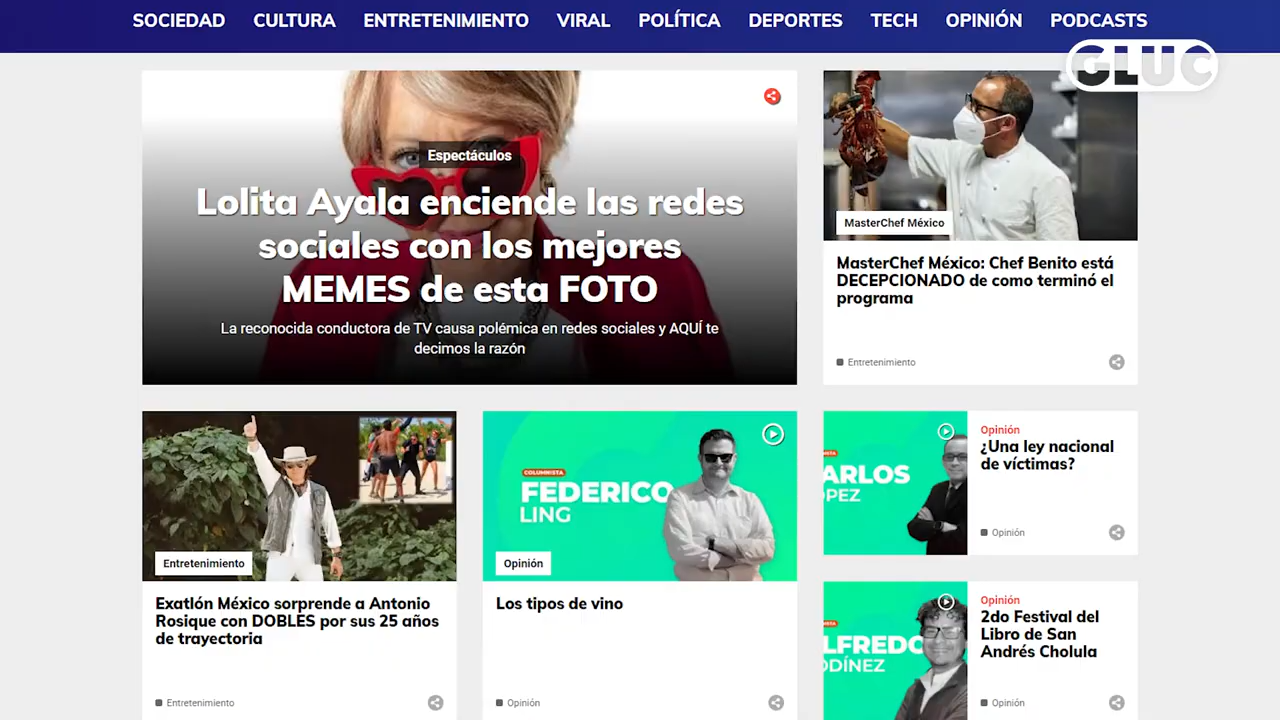 SOCIEDAD CULTURA ENTRETENIMIENTO VIRAL POLÍTICA DEPORTES TECH OPINIÓN PODCASTS
GLUC
Espectáculos
Lolita Ayala enciende las redes
sociales con los mejores
MEMES de esta FOTO
La reconocida conductora de TV causa polémica en redes sociales y AQUÍ te
decimos la razón
MasterChef México
MasterChef México: Chef Benito está
DECEPCIONADO de como terminó el
programa
Entretenimiento
Entretenimiento
Exatlón México sorprende a Antonio
Rosique con DOBLES por sus 25 años
de trayectoria
Entretenimiento
COLUMNISTA
FEDERICO
LING
Opinión
Los tipos de vino
Opinión
ARLOS
PEZ
Opinión
¿Una ley nacional
de víctimas?
Opinión
LFREDO
ODÍNEZ
Opinión
2do Festival del
Libro de San
Andrés Cholula
Opinión